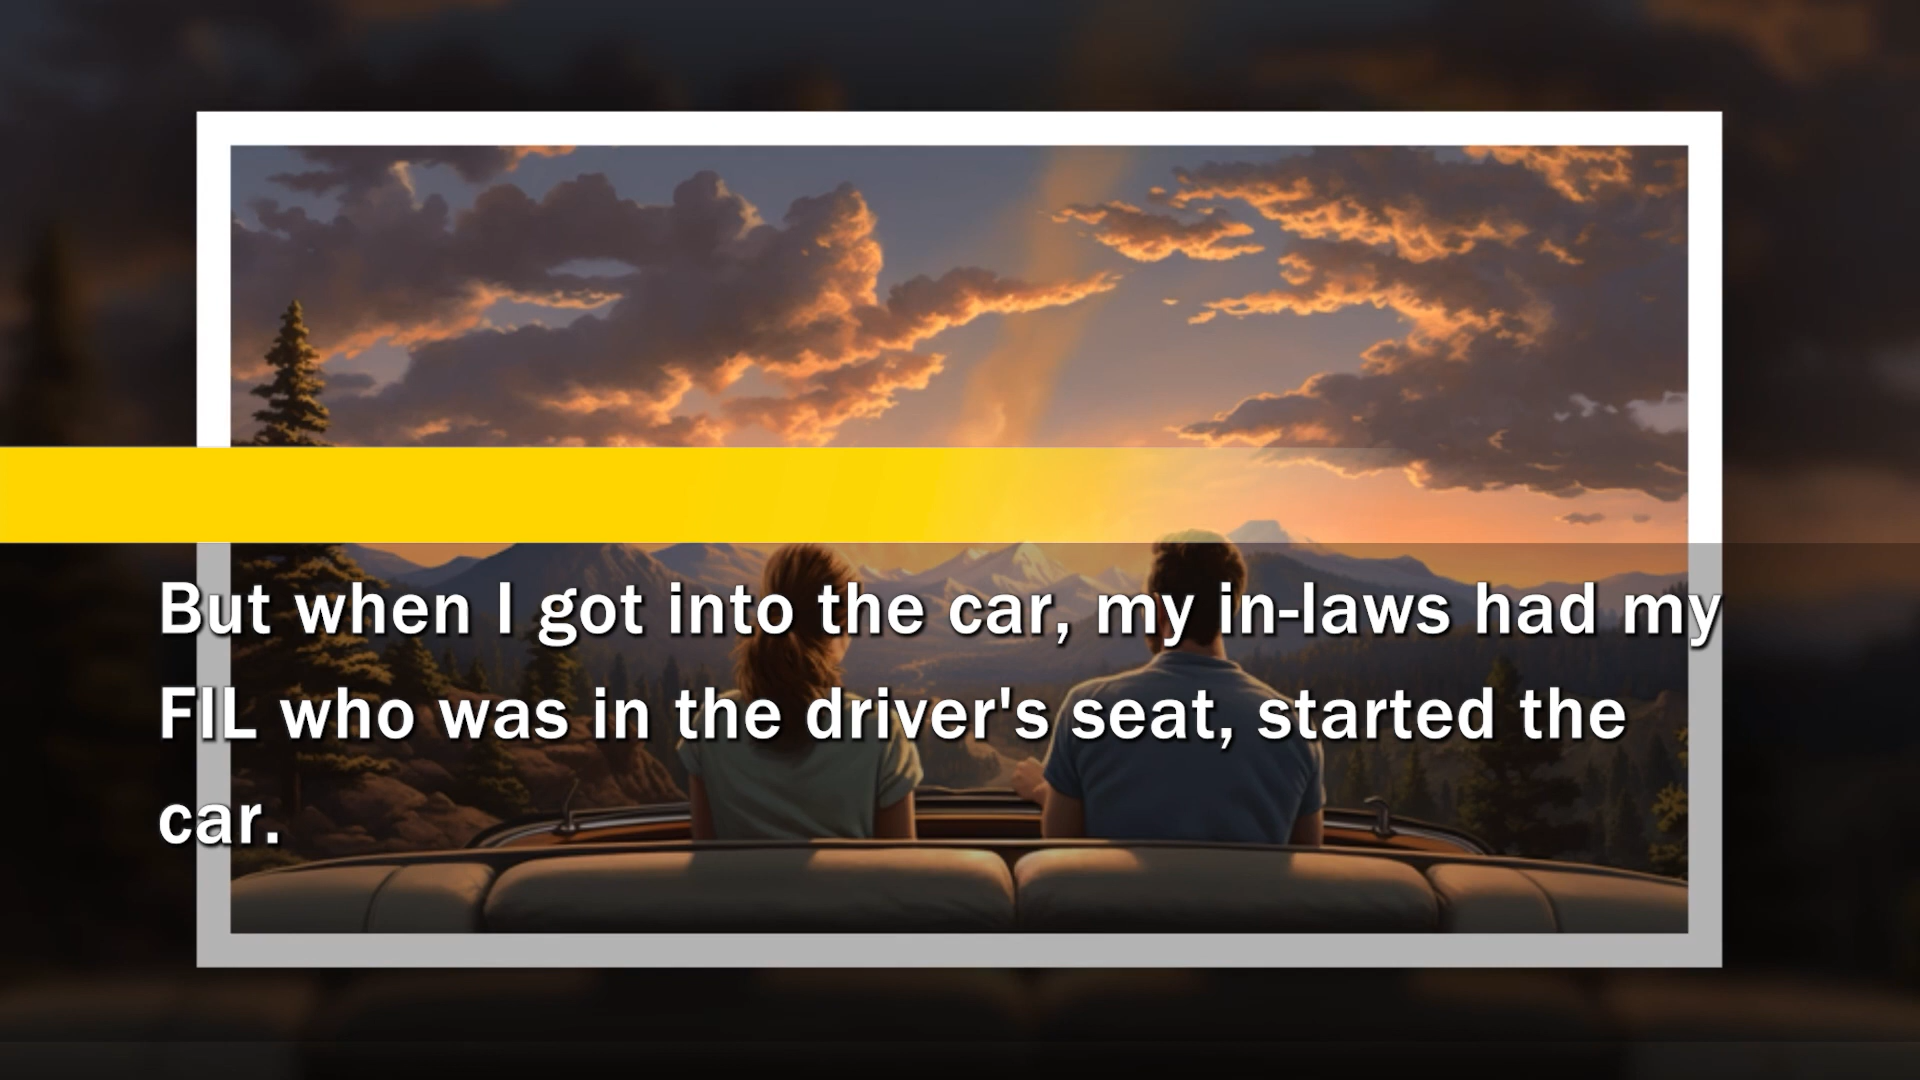 But when I got into the car, my in-laws had my
FIL who was in the driver's seat, started the
car.